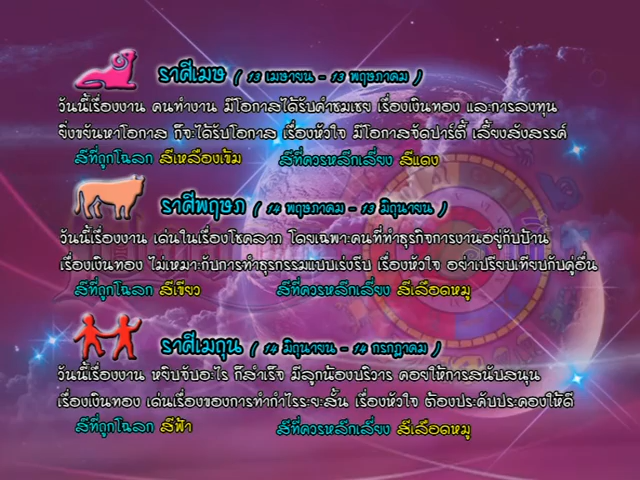 ราศีเมษ ( 13 เมษายน - 13 พฤษภาคม )
วันนี้เรื่องงาน คนทำงาน มีโอกาสได้รับคำชมเชย เรื่องเงินทอง และการลงทุน
ยิ่งขยันหาโอกาส ก็จะได้รับโอกาส เรื่องหัวใจ มีโอกาสจัดปาร์ตี้ เลี้ยงสังสรรค์
สีที่ถูกโฉลก สีเหลืองเข้ม สีที่ควรหลีกเลี่ยง สีแดง
ราศีพฤษภ ( 14 พฤษภาคม - 13 มิถุนายน )
วันนี้เรื่องงาน เด่นในเรื่องโชคลาภ โดยเฉพาะคนที่ทำธุรกิจการงานอยู่กับบ้าน
เรื่องเงินทอง ไม่เหมาะกับการทำธุรกรรมแบบเร่งรีบ เรื่องหัวใจ อย่าเปรียบเทียบกับคู่อื่น
สีที่ถูกโฉลก สีเขียว สีที่ควรหลีกเลี่ยง สีเลือดหมู
ราศีเมถุน ( 14 มิถุนายน - 14 กรกฎาคม )
วันนี้เรื่องงาน หยิบจับอะไร ก็สำเร็จ มีลูกน้องบริวาร คอยให้การสนับสนุน
เรื่องเงินทอง เด่นเรื่องของการทำกำไรระยะสั้น เรื่องหัวใจ ต้องประคับประคองให้ดี
สีที่ถูกโฉลก สีฟ้า สีที่ควรหลีกเลี่ยง สีเลือดหมู